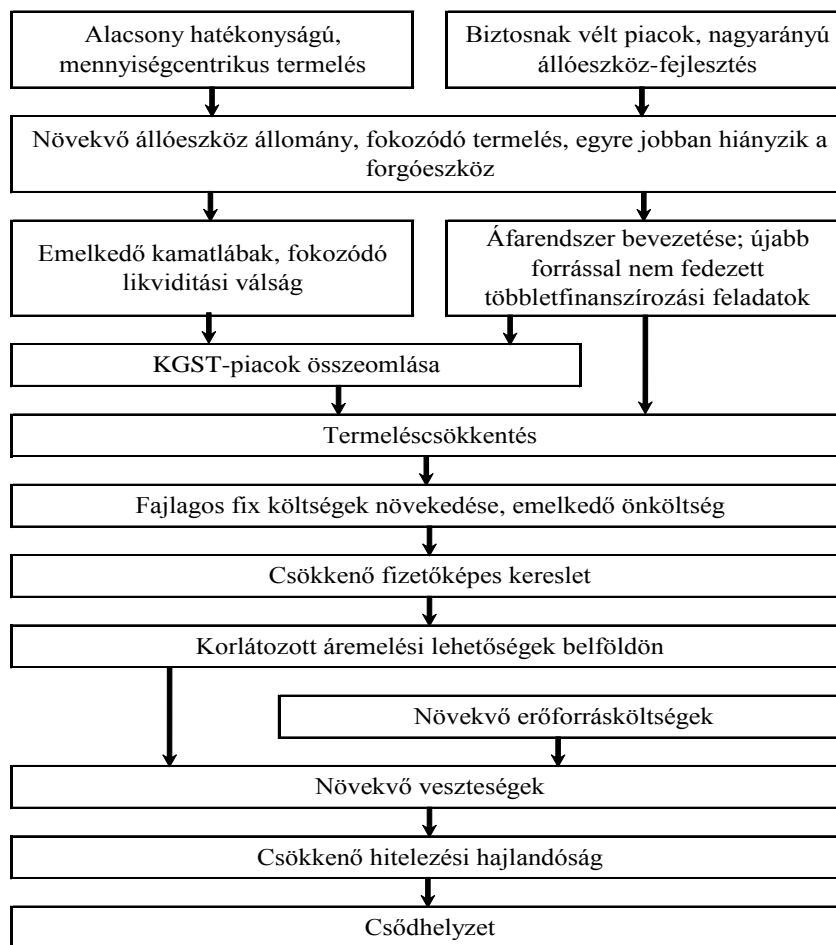 Alacsony hatékonyságú,
mennyiségcentrikus termelés
Biztosnak vélt piacok, nagyarányú
állóeszköz-fejlesztés
Növekvő állóeszköz állomány, fokozódó termelés, egyre jobban hiányzik a
forgóeszköz
Emelkedő kamatlábak, fokozódó
likviditási válság
Áfarendszer bevezetése; újabb
forrással nem fedezett
többletfinanszírozási feladatok
KGST-piacok összeomlása
Termeléscsökkentés
Fajlagos fix költségek növekedése, emelkedő önköltség
Csökkenő fizetőképes kereslet
Korlátozott áremelési lehetőségek belföldön
Növekvő erőforrásköltségek
Növekvő veszteségek
Csökkenő hitelezési hajlandóság
Csődhelyzet